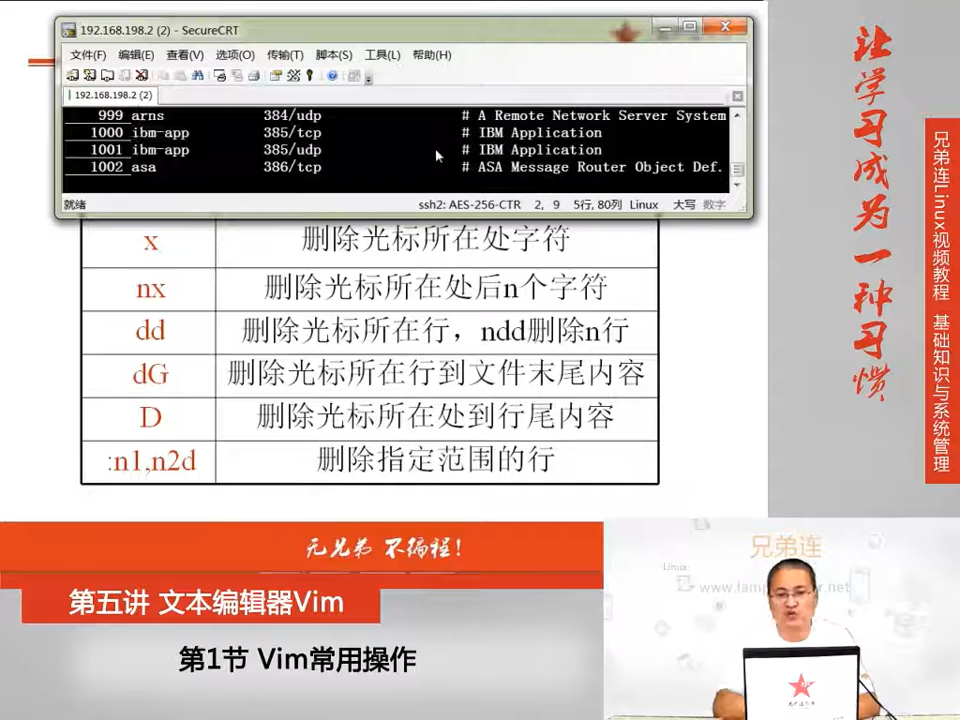 192.168.198.2 (2) - SecureCRT
文件(F) 编辑(E) 查看(V) 选项(O) 传输(T) 脚本(S) 工具(L) 帮助(H)
192.168.198.2 (2)
999 arns 384/udp # A Remote Network Server System
1000 ibm-app 385/tcp # IBM Application
1001 ibm-app 385/udp # IBM Application
1002 asa 386/tcp # ASA Message Router Object Def.
就绪 ssh2: AES-256-CTR 2, 9 5行, 80列 Linux 大写 数字
x 删除光标所在处字符
nx 删除光标所在处后n个字符
dd 删除光标所在行，ndd删除n行
dG 删除光标所在行到文件末尾内容
D 删除光标所在处到行尾内容
:n1,n2d 删除指定范围的行
让学习成为一种习惯
兄弟连Linux视频教程 基础知识与系统管理
无兄弟 不编程！
第五讲 文本编辑器Vim
第1节 Vim常用操作
兄弟连
Linux